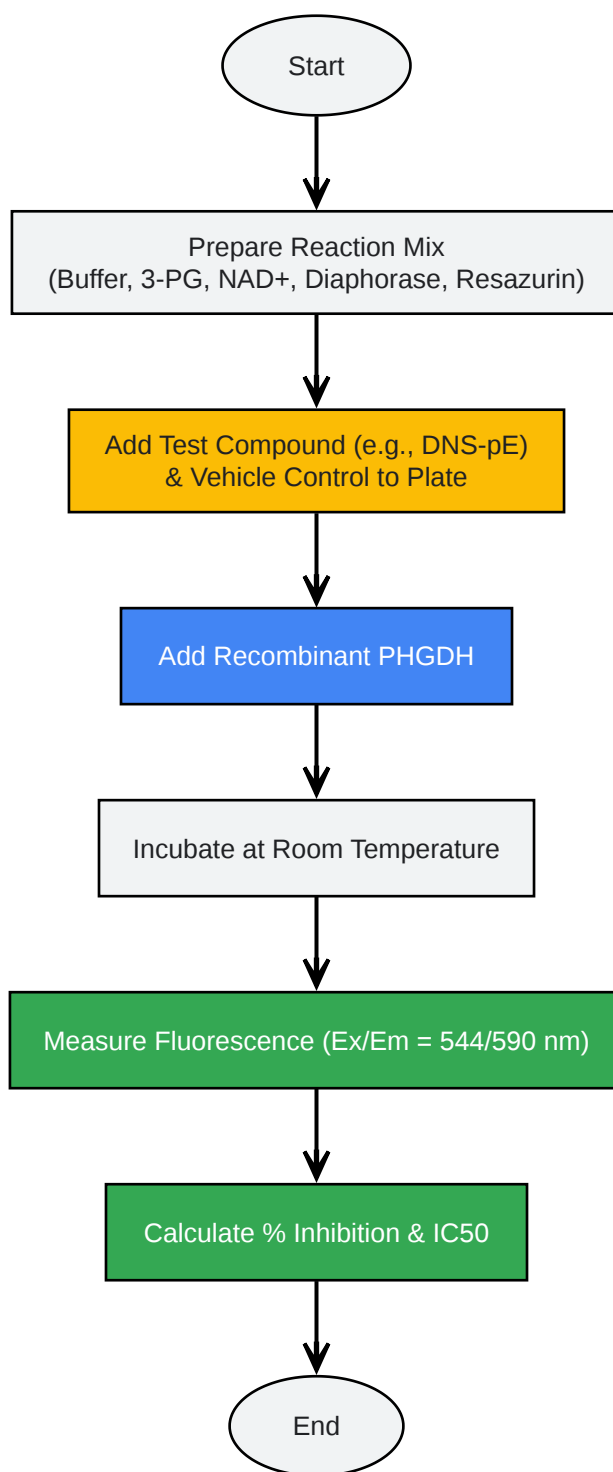 Start
Prepare Reaction Mix
(Buffer, 3-PG, NAD+, Diaphorase, Resazurin)
Add Test Compound (e.g., DNS-pE)
& Vehicle Control to Plate
Add Recombinant PHGDH
Incubate at Room Temperature
Measure Fluorescence (Ex/Em = 544/590 nm)
Calculate % Inhibition & IC50
End